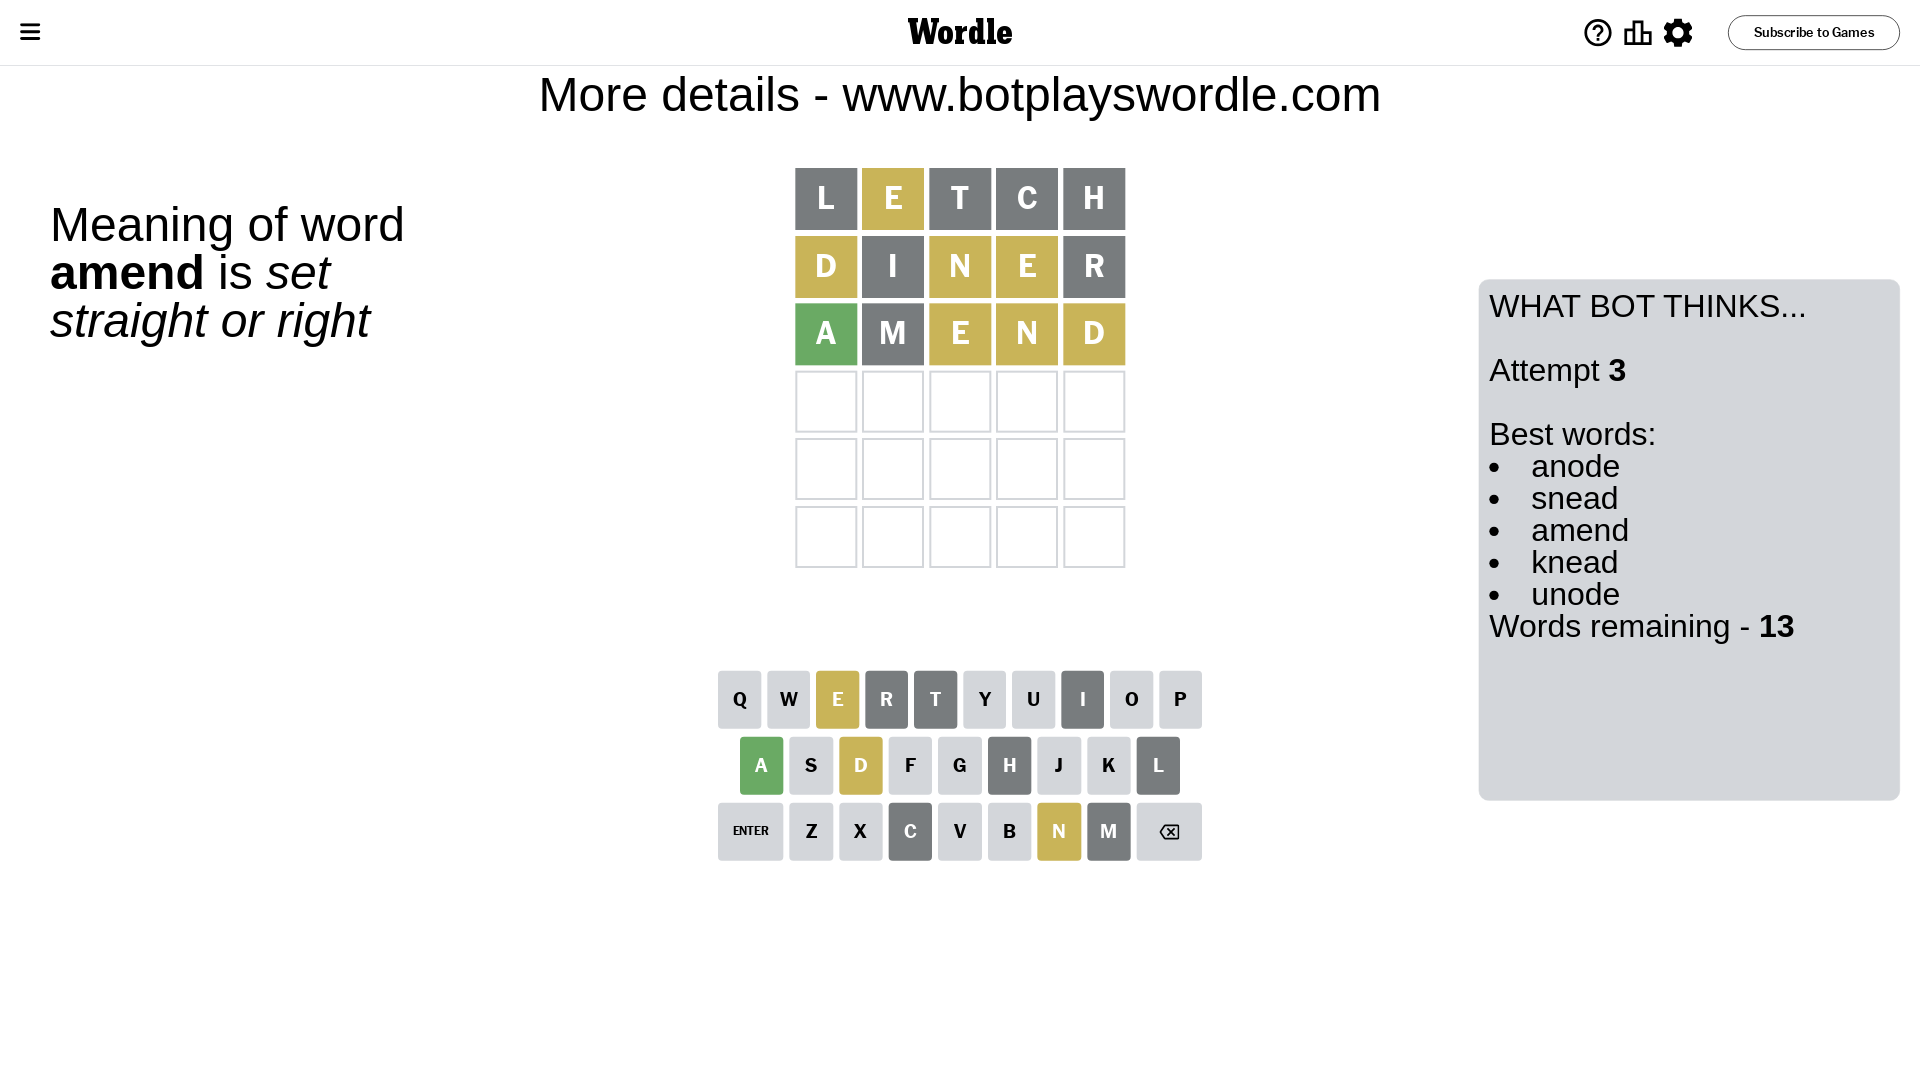 Wordle
Subscribe to Games
More details - www.botplayswordle.com
Meaning of word
amend is set
straight or right
L E T C H
D I N E R
A M E N D
WHAT BOT THINKS...
Attempt 3
Best words:
• anode
• snead
• amend
• knead
• unode
Words remaining - 13
Q W E R T Y U I O P
A S D F G H J K L
ENTER Z X C V B N M